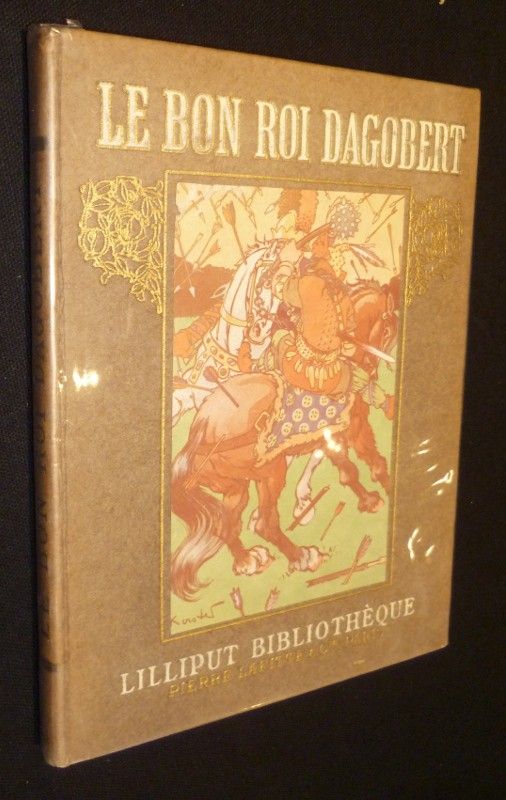 LE BON ROI DAGOBERT
LILLIPUT BIBLIOTHÈQUE
PIERRE LAFITTE & Cie PARIS